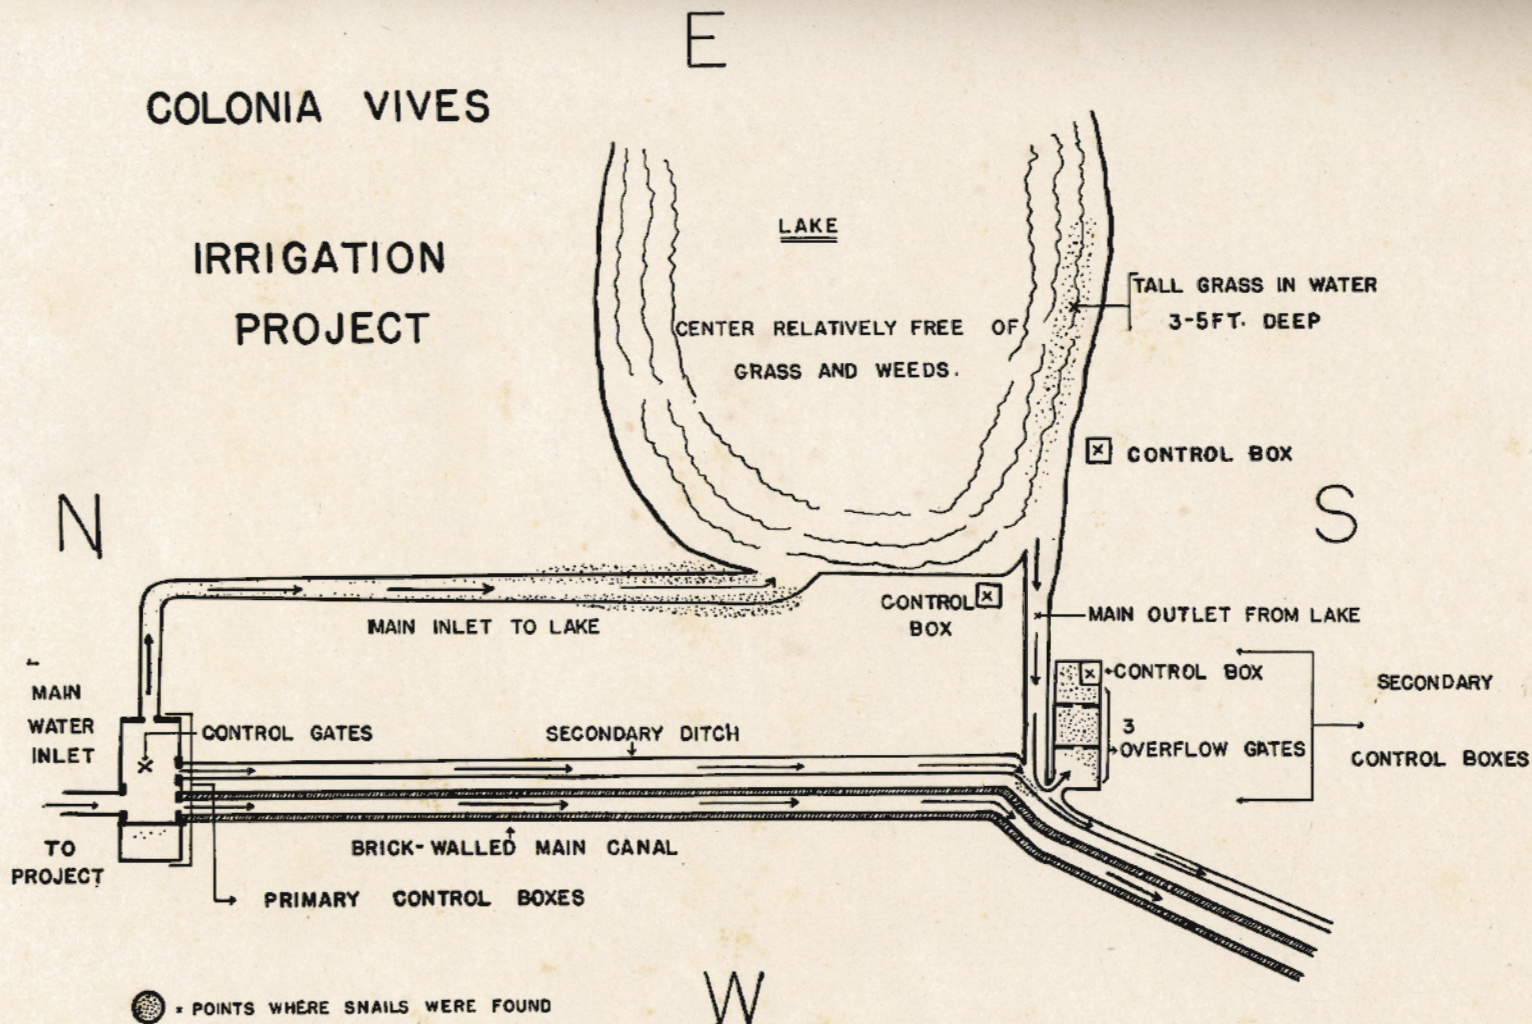 E
COLONIA VIVES
IRRIGATION
PROJECT
LAKE
TALL GRASS IN WATER
3-5FT. DEEP
CENTER RELATIVELY FREE OF
GRASS AND WEEDS.
CONTROL BOX
N
S
CONTROL
BOX
MAIN OUTLET FROM LAKE
MAIN INLET TO LAKE
CONTROL BOX
SECONDARY
CONTROL BOXES
3
OVERFLOW GATES
MAIN
WATER
INLET
CONTROL GATES
SECONDARY DITCH
TO
PROJECT
BRICK-WALLED MAIN CANAL
PRIMARY CONTROL BOXES
W
= POINTS WHERE SNAILS WERE FOUND